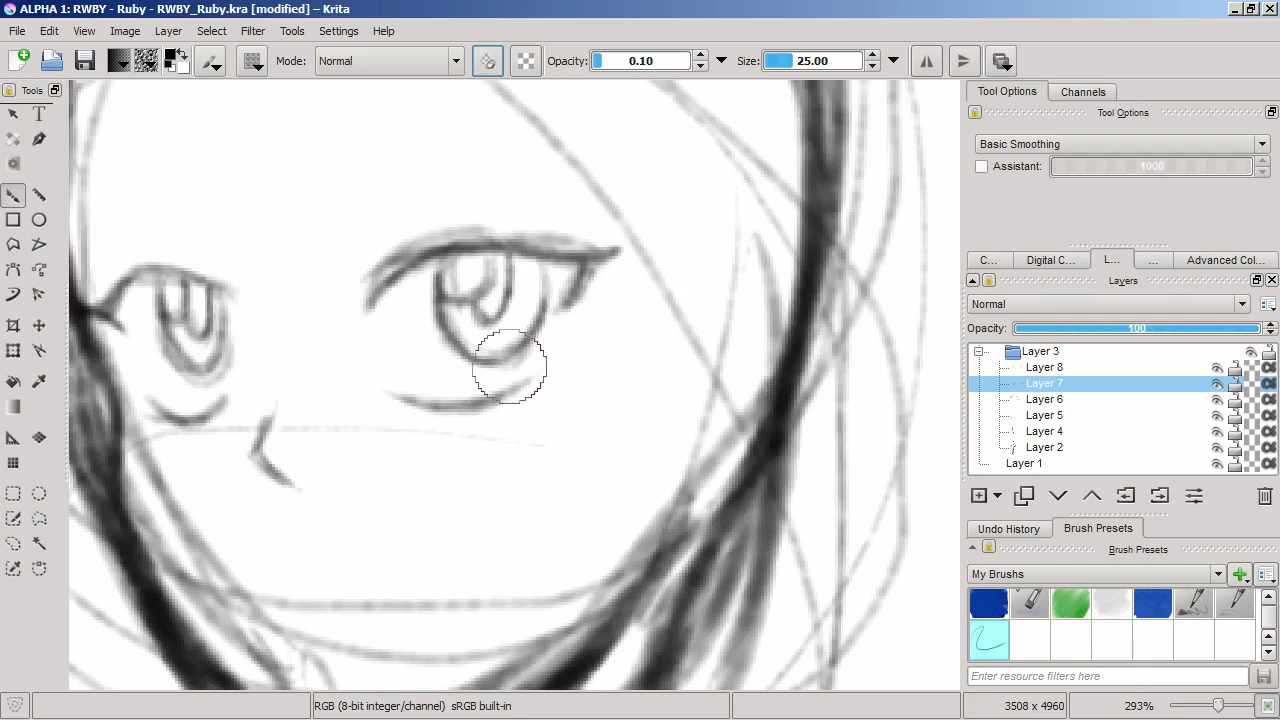 ALPHA 1: RWBY - Ruby - RWBY_Ruby.kra [modified] - Krita
File Edit View Image Layer Select Filter Tools Settings Help
Mode: Normal Opacity: 0.10 Size: 25.00
Tools
Tool Options Channels
Tool Options
Basic Smoothing
Assistant: 1000
C... Digital C... L... ... Advanced Col...
Layers
Normal
Opacity: 100
Layer 3
Layer 8
Layer 7
Layer 6
Layer 5
Layer 4
Layer 2
Layer 1
Undo History Brush Presets
Brush Presets
My Brushes
Enter resource filters here
RGB (8-bit integer/channel) sRGB built-in 3508 x 4960 293%